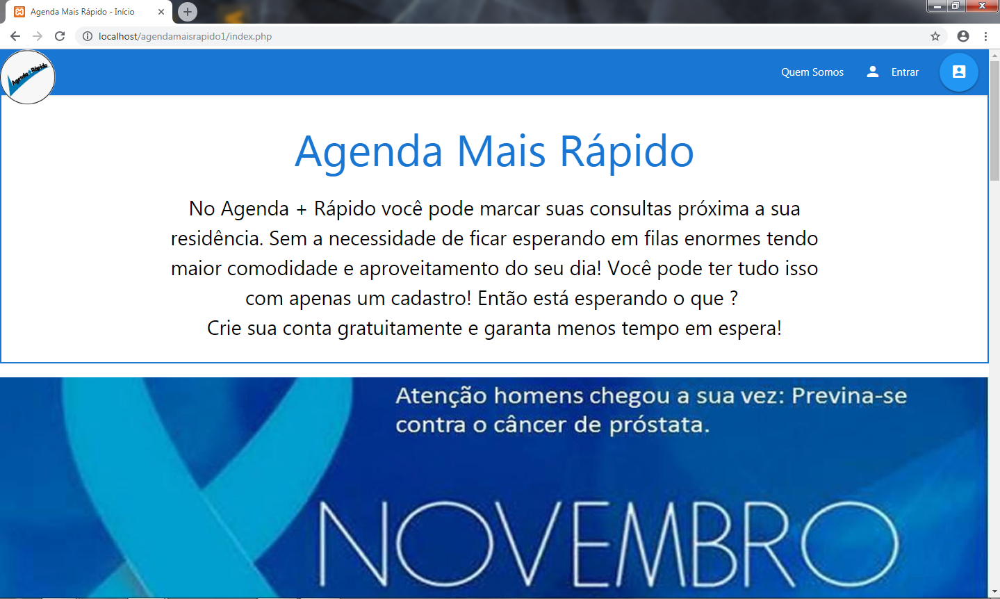 Agenda Mais Rápido - Início
localhost/agendamaisrapido1/index.php
Agenda + Rápido
Quem Somos
Entrar
Agenda Mais Rápido
No Agenda + Rápido você pode marcar suas consultas próxima a sua
residência. Sem a necessidade de ficar esperando em filas enormes tendo
maior comodidade e aproveitamento do seu dia! Você pode ter tudo isso
com apenas um cadastro! Então está esperando o que ?
Crie sua conta gratuitamente e garanta menos tempo em espera!
Atenção homens chegou a sua vez: Previna-se
contra o câncer de próstata.
NOVEMBRO